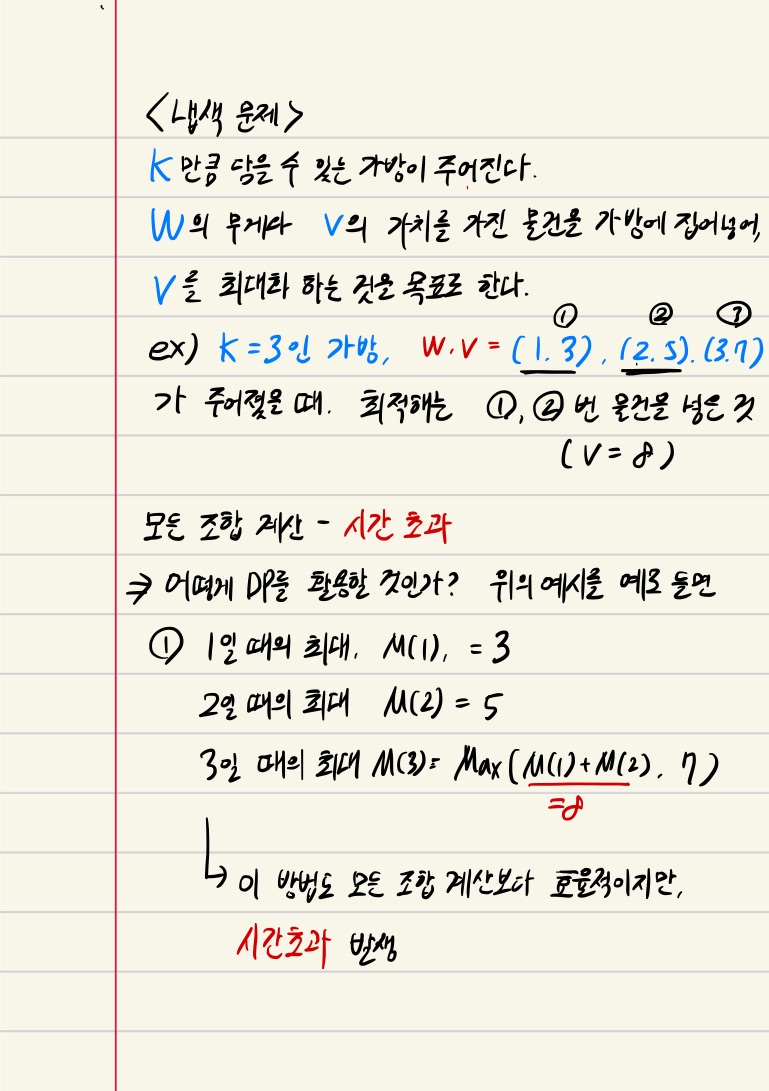 <냅색 문제>
K 만큼 담을 수 있는 가방이 주어진다.
W의 무게와 V의 가치를 가진 물건을 가방에 집어넣어,
V를 최대화 하는 것을 목표로 한다.
① ② ③
ex) K = 3인 가방, W.V = (1.3), (2.5). (3.7)
가 주어졌을 때. 최적해는 ①, ② 번 물건을 넣은 것
(V = 8)
모든 조합 계산 - 시간 초과
⇒ 어떻게 DP를 활용할 것인가? 위의 예시를 예로 들면
① 1일 때의 최대, M(1), = 3
2일 때의 최대 M(2) = 5
3일 때의 최대 M(3) = Max (M(1)+M(2), 7)
=8
↳ 이 방법도 모든 조합 계산보다 효율적이지만,
시간초과 발생